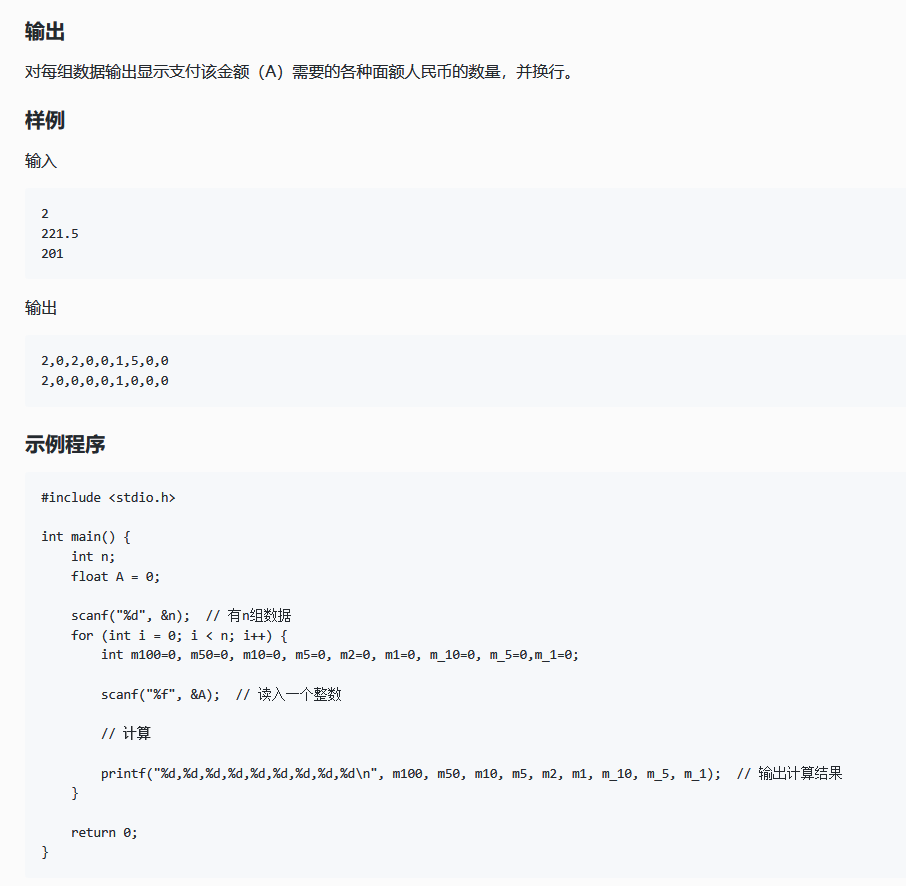 输出
对每组数据输出显示支付该金额（A）需要的各种面额人民币的数量，并换行。
样例
输入
2
221.5
201
输出
2,0,2,0,0,1,5,0,0
2,0,0,0,0,1,0,0,0
示例程序
#include <stdio.h>
int main() {
    int n;
    float A = 0;
    scanf("%d", &n);  // 有n组数据
    for (int i = 0; i < n; i++) {
        int m100=0, m50=0, m10=0, m5=0, m2=0, m1=0, m_10=0, m_5=0,m_1=0;
        scanf("%f", &A);  // 读入一个整数
        // 计算
        printf("%d,%d,%d,%d,%d,%d,%d,%d,%d\n", m100, m50, m10, m5, m2, m1, m_10, m_5, m_1);  // 输出计算结果
    }
    return 0;
}